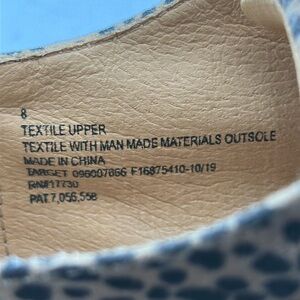 8
TEXTILE UPPER
TEXTILE WITH MAN MADE MATERIALS OUTSOLE
MADE IN CHINA
TARGET 096007866 F16875410-10/19
RN#17730
PAT 7,056,558